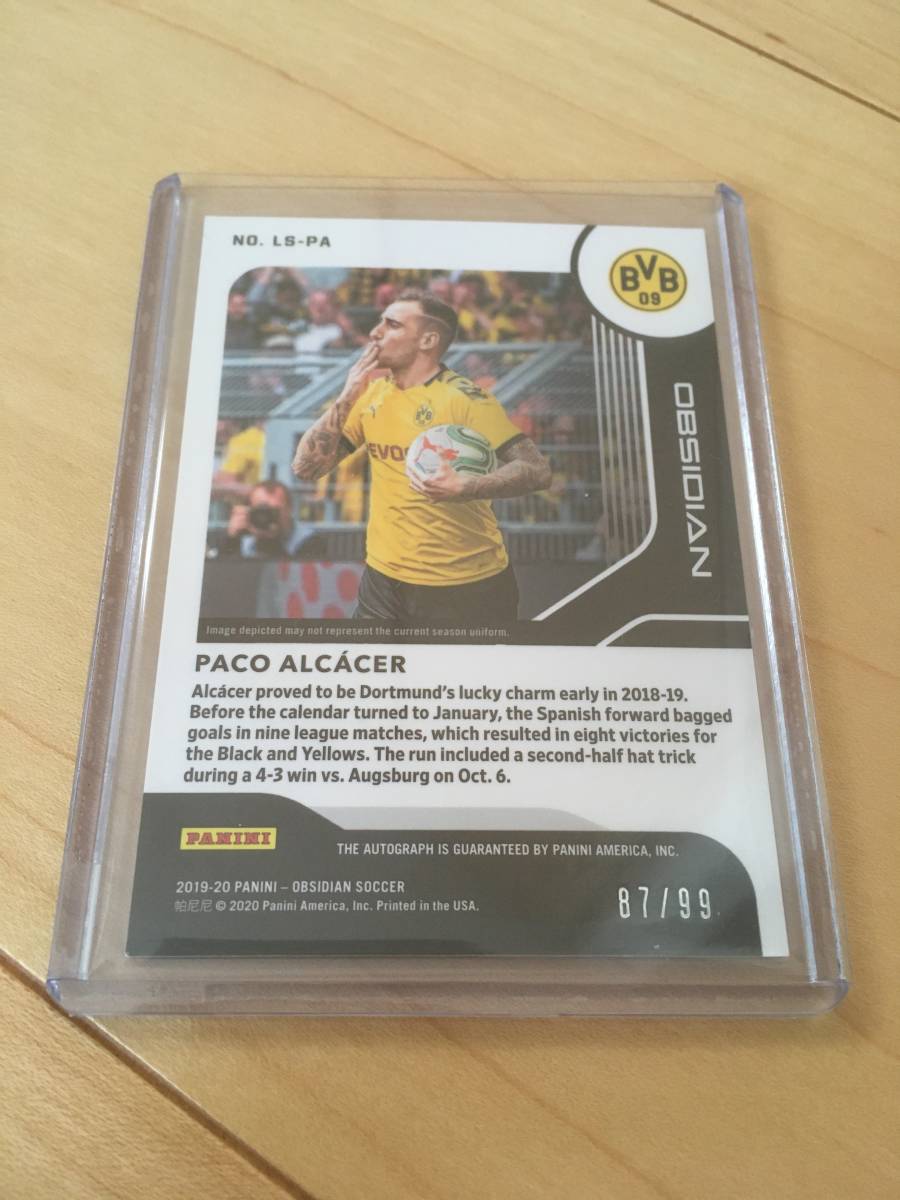 NO. LS-PA
BVB
09
OBSIDIAN
EVO
Image depicted may not represent the current season uniform.
PACO ALCÁCER
Alcácer proved to be Dortmund's lucky charm early in 2018-19.
Before the calendar turned to January, the Spanish forward bagged
goals in nine league matches, which resulted in eight victories for
the Black and Yellows. The run included a second-half hat trick
during a 4-3 win vs. Augsburg on Oct. 6.
PANINI
THE AUTOGRAPH IS GUARANTEED BY PANINI AMERICA, INC.
2019-20 PANINI – OBSIDIAN SOCCER
帕尼尼 © 2020 Panini America, Inc. Printed in the USA.
87/99